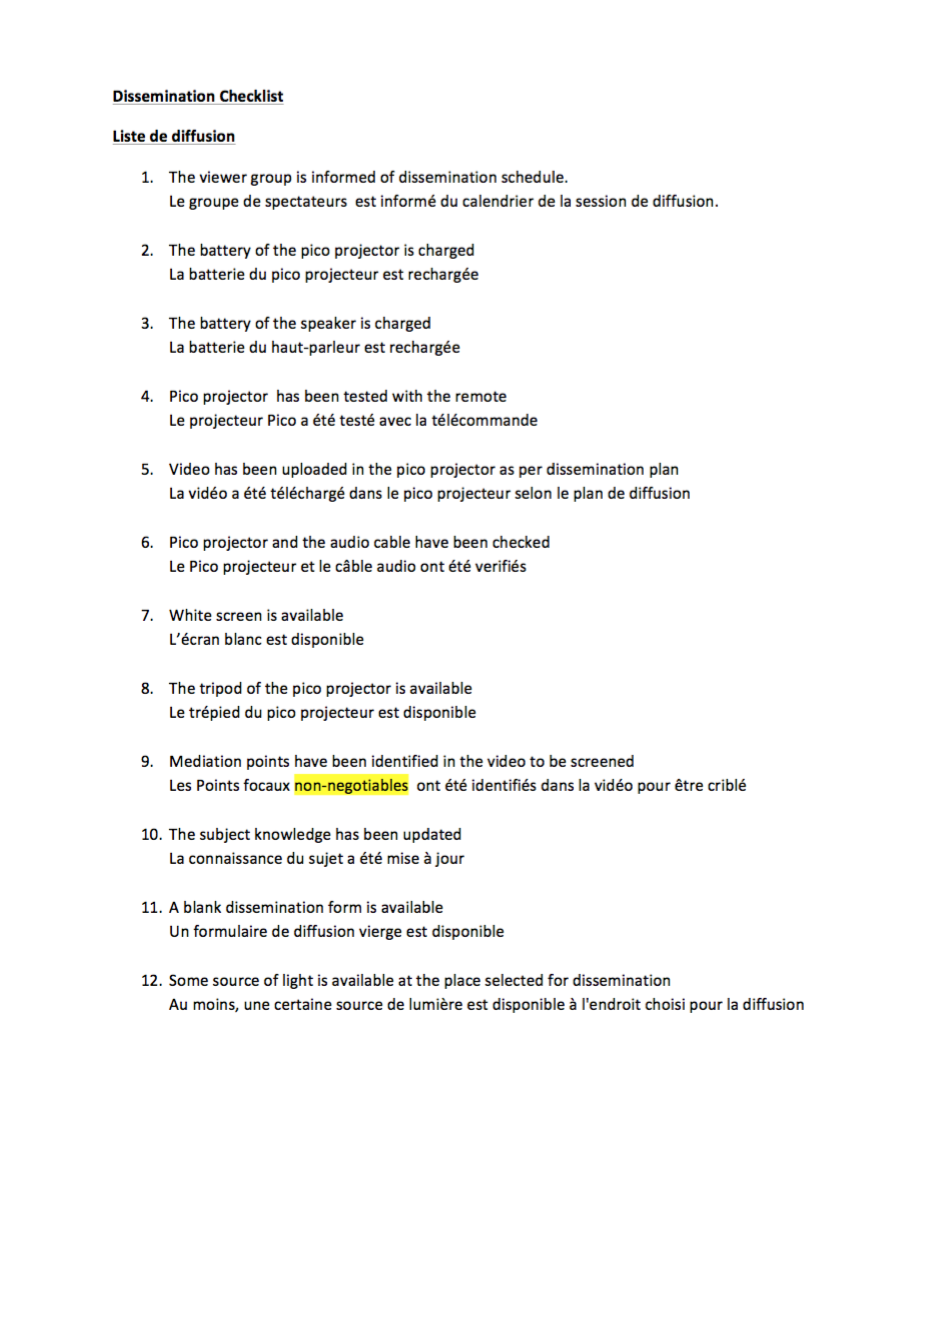 Dissemination Checklist
Liste de diffusion
1. The viewer group is informed of dissemination schedule.
Le groupe de spectateurs  est informé du calendrier de la session de diffusion.
2. The battery of the pico projector is charged
La batterie du pico projecteur est rechargée
3. The battery of the speaker is charged
La batterie du haut-parleur est rechargée
4. Pico projector  has been tested with the remote
Le projecteur Pico a été testé avec la télécommande
5. Video has been uploaded in the pico projector as per dissemination plan
La vidéo a été téléchargé dans le pico projecteur selon le plan de diffusion
6. Pico projector and the audio cable have been checked
Le Pico projecteur et le câble audio ont été verifiés
7. White screen is available
L’écran blanc est disponible
8. The tripod of the pico projector is available
Le trépied du pico projecteur est disponible
9. Mediation points have been identified in the video to be screened
Les Points focaux non-negotiables  ont été identifiés dans la vidéo pour être criblé
10. The subject knowledge has been updated
La connaissance du sujet a été mise à jour
11. A blank dissemination form is available
Un formulaire de diffusion vierge est disponible
12. Some source of light is available at the place selected for dissemination
Au moins, une certaine source de lumière est disponible à l'endroit choisi pour la diffusion